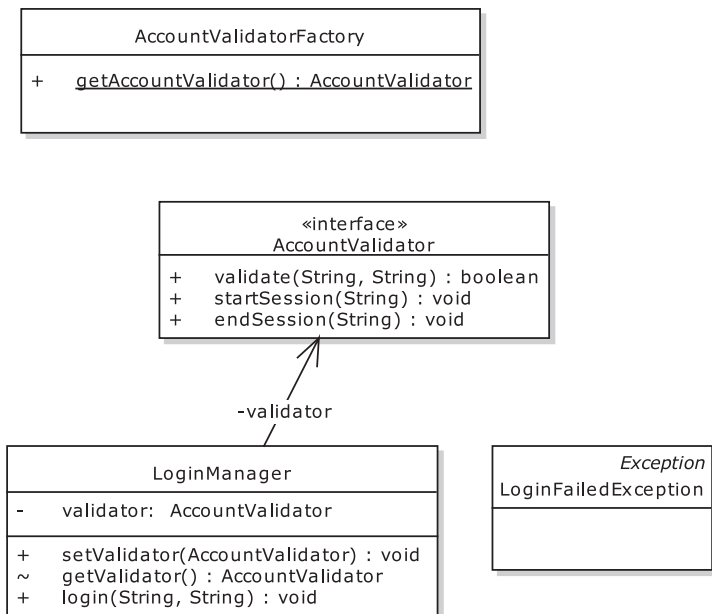 AccountValidatorFactory
+ getAccountValidator() : AccountValidator
«interface»
AccountValidator
+ validate(String, String) : boolean
+ startSession(String) : void
+ endSession(String) : void
-validator
LoginManager
- validator: AccountValidator
+ setValidator(AccountValidator) : void
~ getValidator() : AccountValidator
+ login(String, String) : void
Exception
LoginFailedException